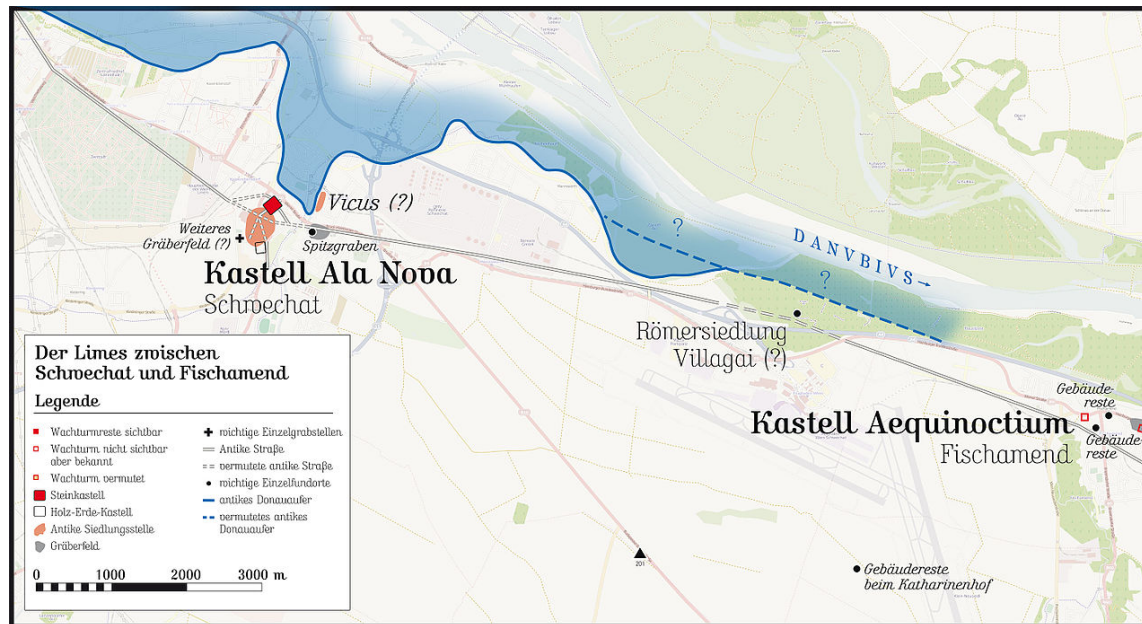 Vicus (?)
Weiteres
Gräberfeld (?)
Spitzgraben
Kastell Ala Nova
Schwechat
?
?
DANVBIVS
Römersiedlung
Villagai (?)
Kastell Aequinoctium
Fischamend
Gebäude-
reste
Gebäude-
reste
201
Gebäudereste
beim Katharinenhof
Der Limes zwischen
Schwechat und Fischamend
Legende
Wachturmreste sichtbar
Wachturm nicht sichtbar
aber bekannt
Wachturm vermutet
Steinkastell
Holz-Erde-Kastell
Antike Siedlungsstelle
Gräberfeld
wichtige Einzelgrabstellen
Antike Straße
vermutete antike Straße
wichtige Einzelfundorte
antikes Donauufer
vermutetes antikes
Donauufer
0 1000 2000 3000 m